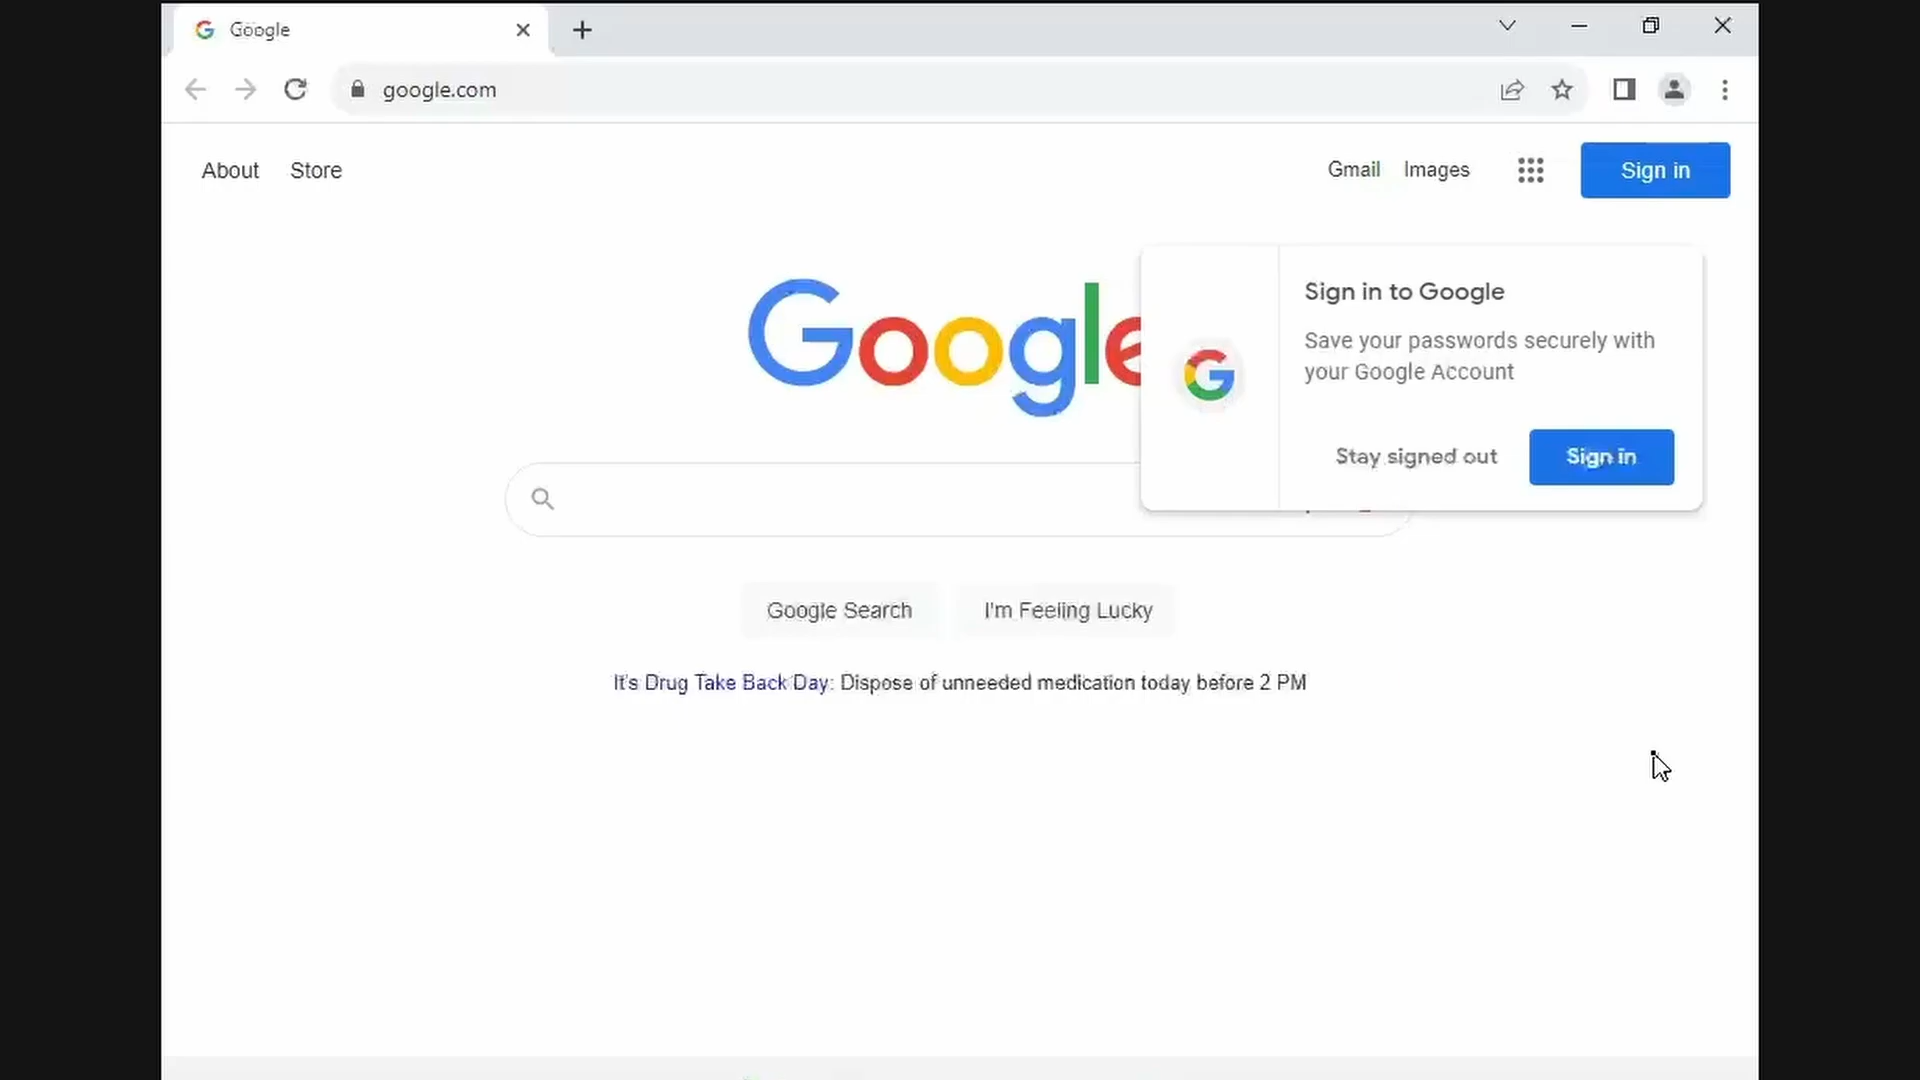 Google
google.com
About Store
Gmail Images Sign in
Google
Sign in to Google
Save your passwords securely with
your Google Account
Stay signed out Sign in
Google Search I'm Feeling Lucky
It's Drug Take Back Day: Dispose of unneeded medication today before 2 PM